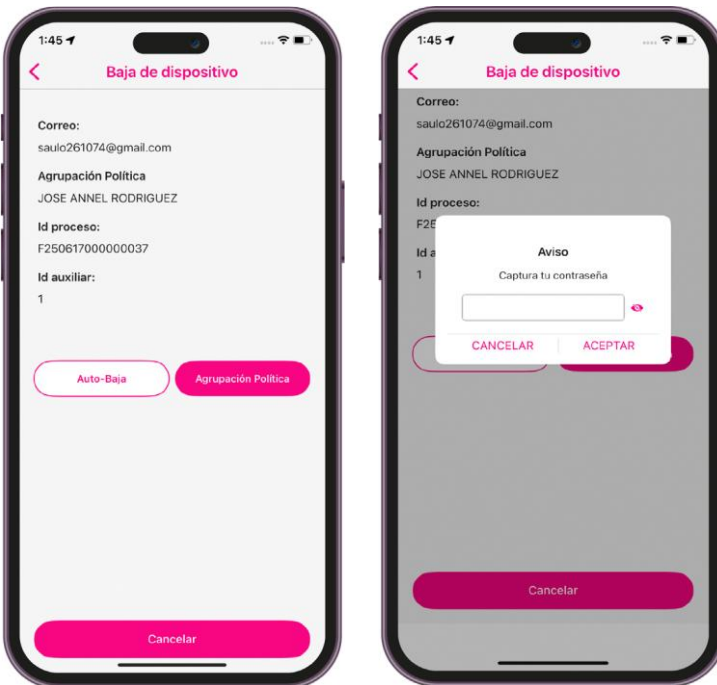 1:45
Baja de dispositivo
Correo:
saulo261074@gmail.com
Agrupación Política
JOSE ANNEL RODRIGUEZ
Id proceso:
F250617000000037
Id auxiliar:
1
Auto-Baja
Agrupación Política
Cancelar
1:45
Baja de dispositivo
Correo:
saulo261074@gmail.com
Agrupación Política
JOSE ANNEL RODRIGUEZ
Id proceso:
F25
Id a
1
Aviso
Captura tu contraseña
CANCELAR
ACEPTAR
Cancelar